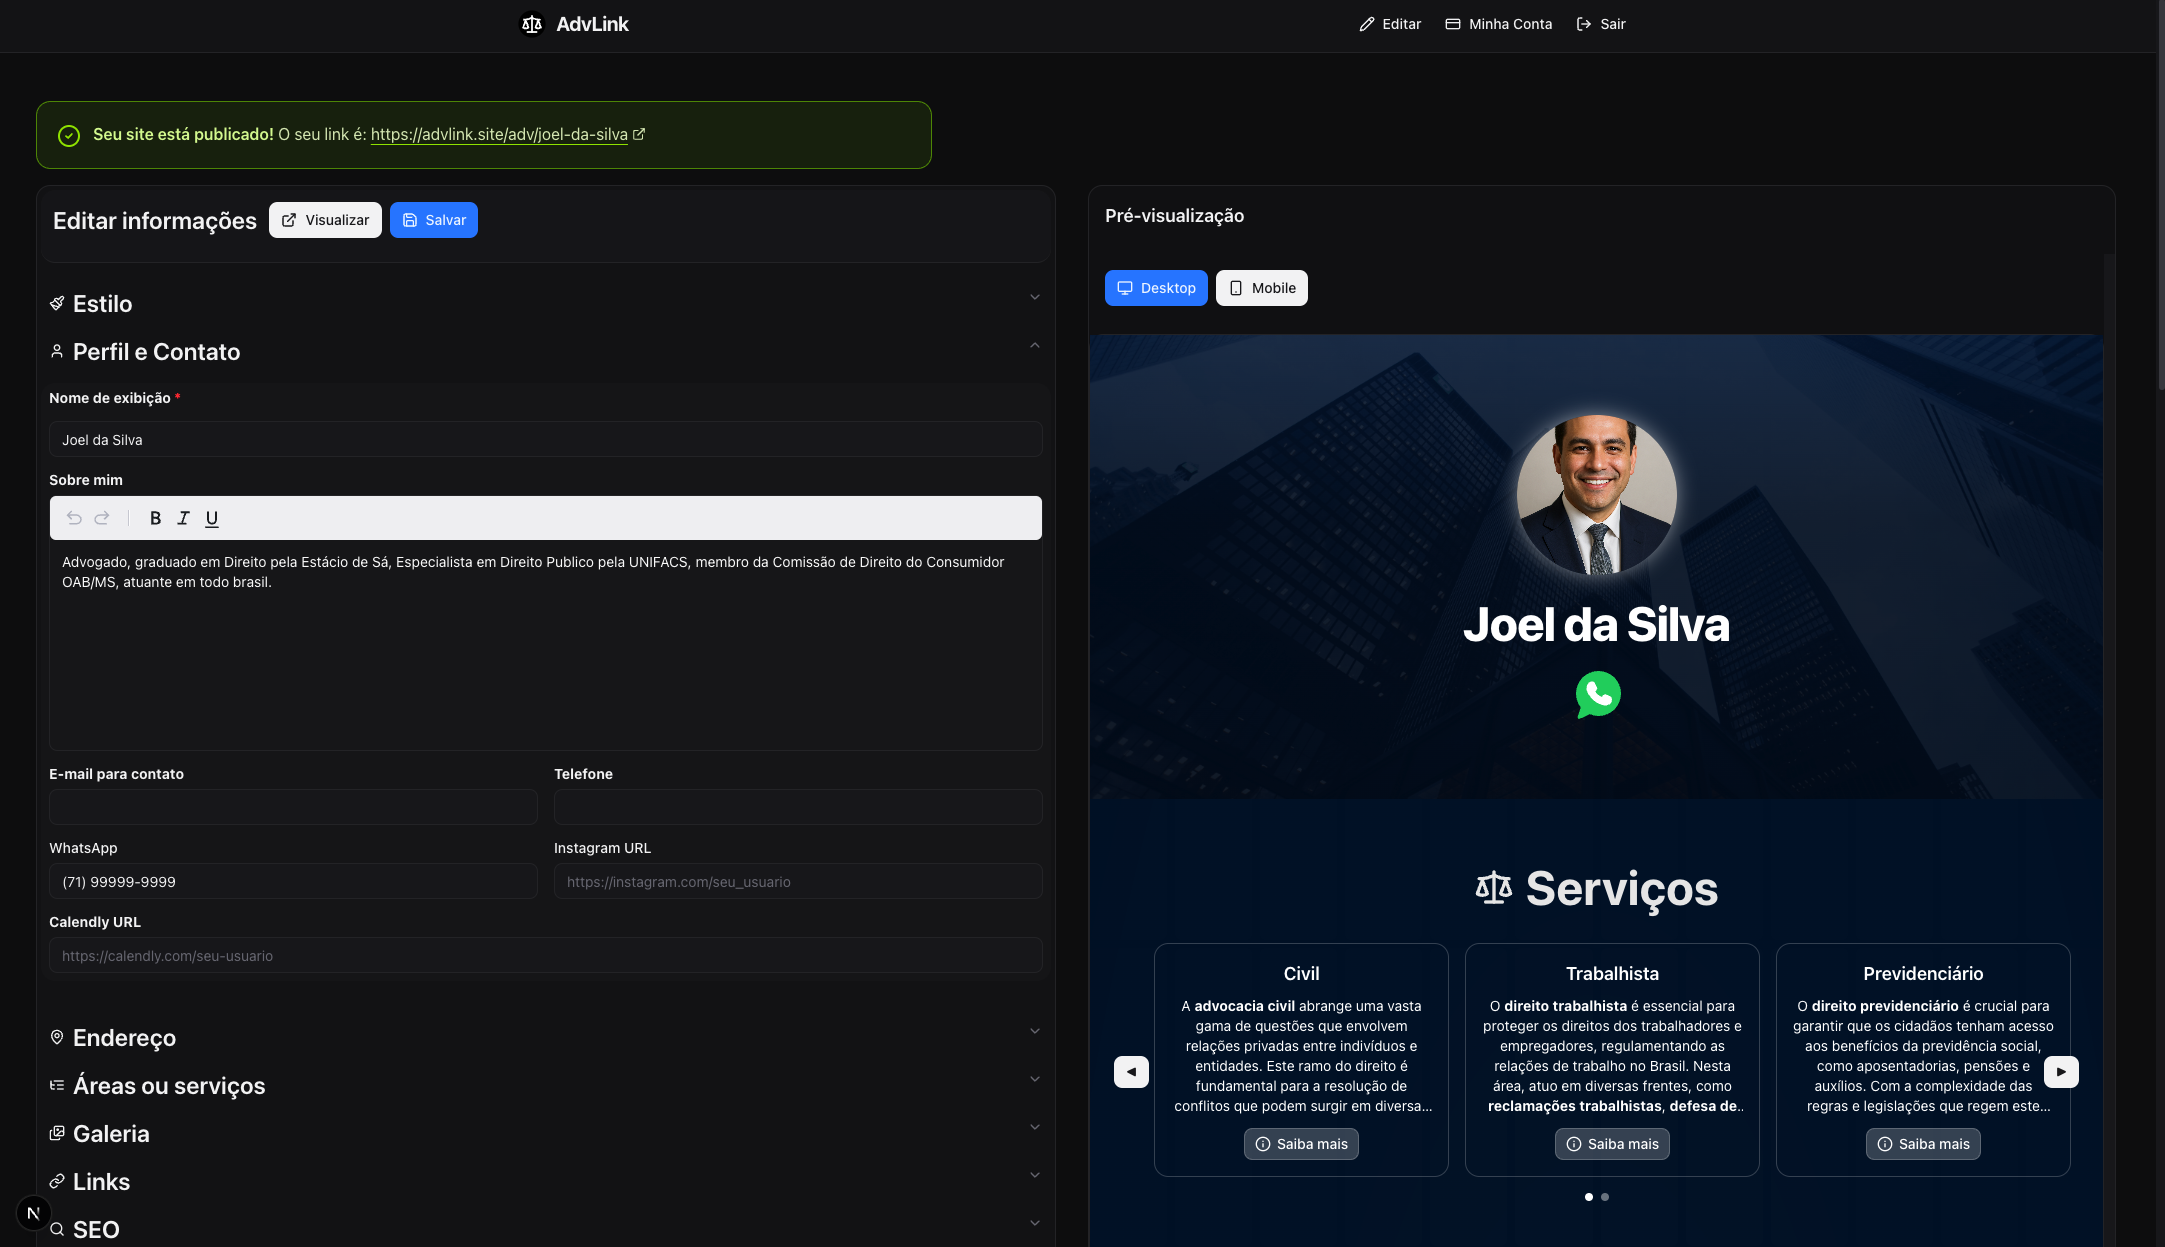 AdvLink
Editar
Minha Conta
Sair
Seu site está publicado! O seu link é: https://advlink.site/adv/joel-da-silva
Editar informações
Visualizar
Salvar
Estilo
Perfil e Contato
Nome de exibição *
Joel da Silva
Sobre mim
B I U
Advogado, graduado em Direito pela Estácio de Sá, Especialista em Direito Publico pela UNIFACS, membro da Comissão de Direito do Consumidor
OAB/MS, atuante em todo brasil.
E-mail para contato
Telefone
WhatsApp
(71) 99999-9999
Instagram URL
https://instagram.com/seu_usuario
Calendly URL
https://calendly.com/seu-usuario
Endereço
Áreas ou serviços
Galeria
Links
N
SEO
Pré-visualização
Desktop
Mobile
Joel da Silva
Serviços
Civil
A advocacia civil abrange uma vasta
gama de questões que envolvem
relações privadas entre indivíduos e
entidades. Este ramo do direito é
fundamental para a resolução de
conflitos que podem surgir em diversa...
Saiba mais
Trabalhista
O direito trabalhista é essencial para
proteger os direitos dos trabalhadores e
empregadores, regulamentando as
relações de trabalho no Brasil. Nesta
área, atuo em diversas frentes, como
reclamações trabalhistas, defesa de..
Saiba mais
Previdenciário
O direito previdenciário é crucial para
garantir que os cidadãos tenham acesso
aos benefícios da previdência social,
como aposentadorias, pensões e
auxílios. Com a complexidade das
regras e legislações que regem este...
Saiba mais